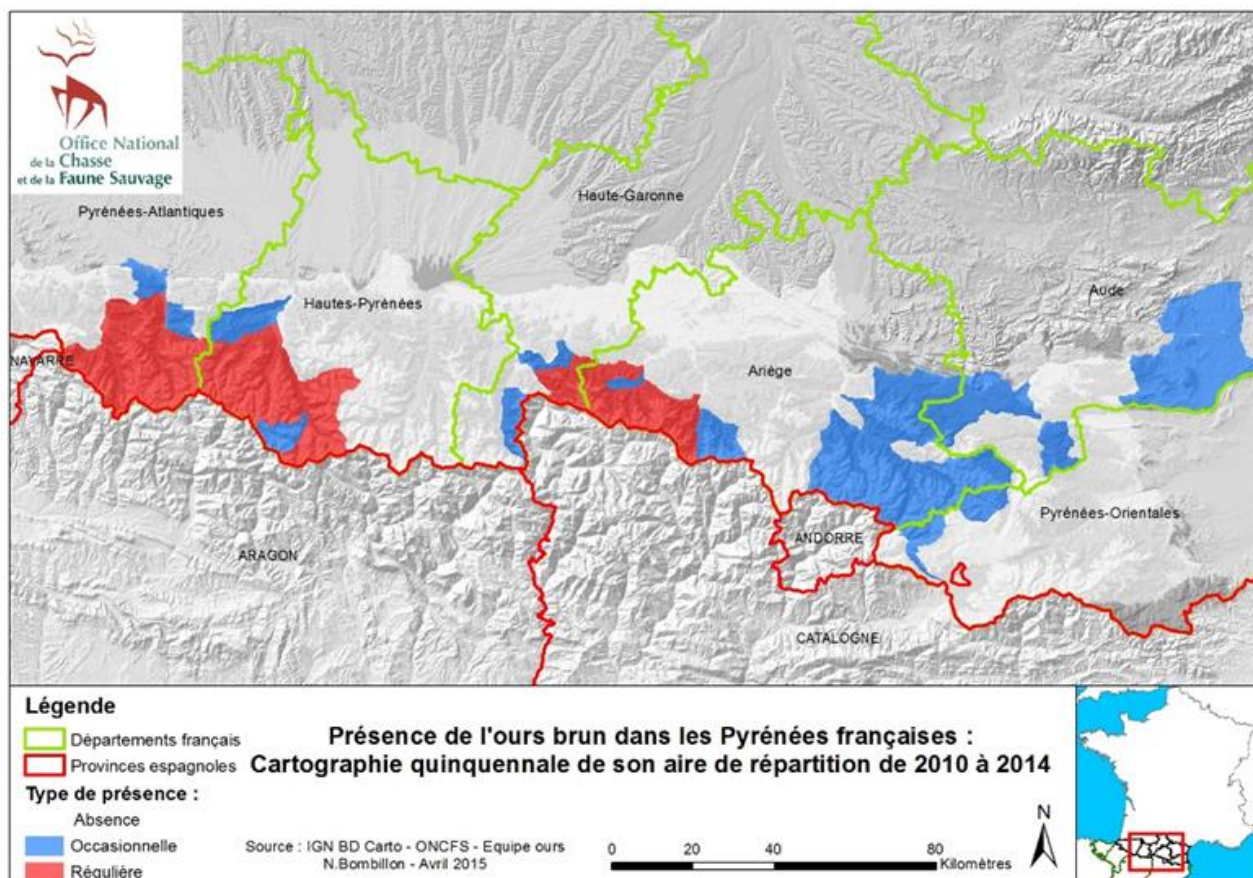 Office National
de la Chasse
et de la Faune Sauvage
Pyrénées-Atlantiques
Haute-Garonne
Hautes-Pyrénées
Aude
NAVARRE
Ariège
Pyrénées-Orientales
ARAGON
ANDORRE
CATALOGNE
Légende
Départements français
Provinces espagnoles
Type de présence :
Absence
Occasionnelle
Régulière
Présence de l'ours brun dans les Pyrénées françaises :
Cartographie quinquennale de son aire de répartition de 2010 à 2014
Source : IGN BD Carto - ONCFS - Equipe ours
N.Bombillon - Avril 2015
0 20 40 60 80
Kilomètres
N